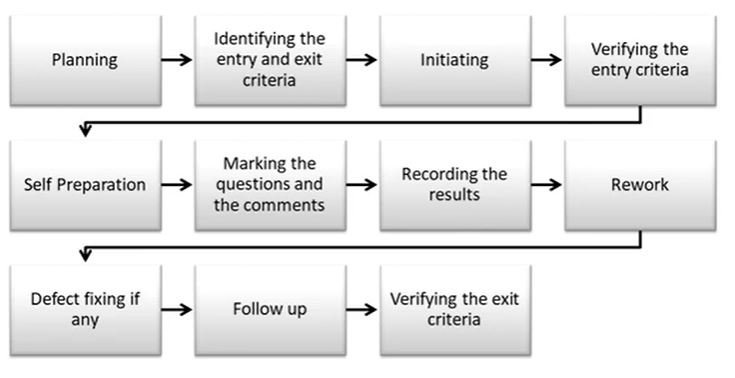 Planning
Identifying the
entry and exit
criteria
Initiating
Verifying the
entry criteria
Self Preparation
Marking the
questions and
the comments
Recording the
results
Rework
Defect fixing if
any
Follow up
Verifying the exit
criteria